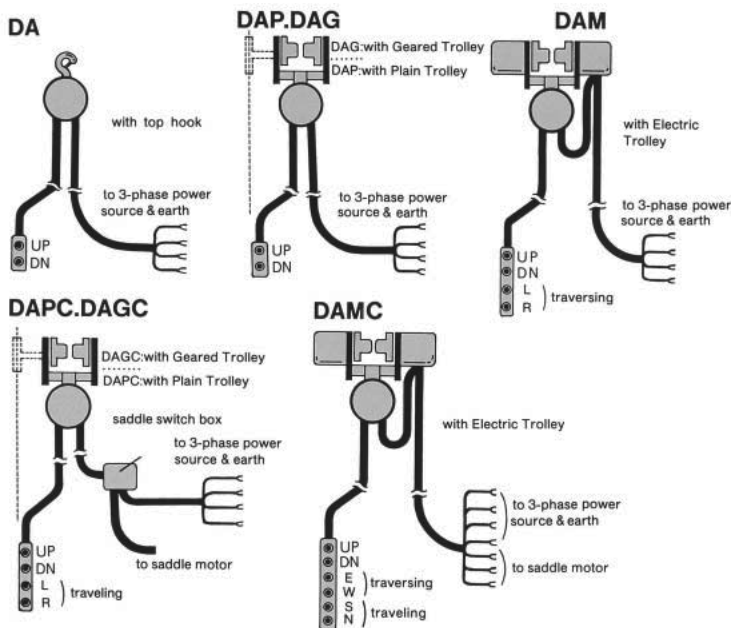 DA
with top hook
to 3-phase power
source & earth
UP
DN
DAP.DAG
DAG:with Geared Trolley
DAP:with Plain Trolley
to 3-phase power
source & earth
UP
DN
DAM
with Electric
Trolley
to 3-phase power
source & earth
UP
DN
L
R
traversing
DAPC.DAGC
DAGC:with Geared Trolley
DAPC:with Plain Trolley
saddle switch box
to 3-phase power
source & earth
to saddle motor
UP
DN
L
R
traveling
DAMC
with Electric Trolley
to 3-phase power
source & earth
to saddle motor
UP
DN
E
W
traversing
S
N
traveling